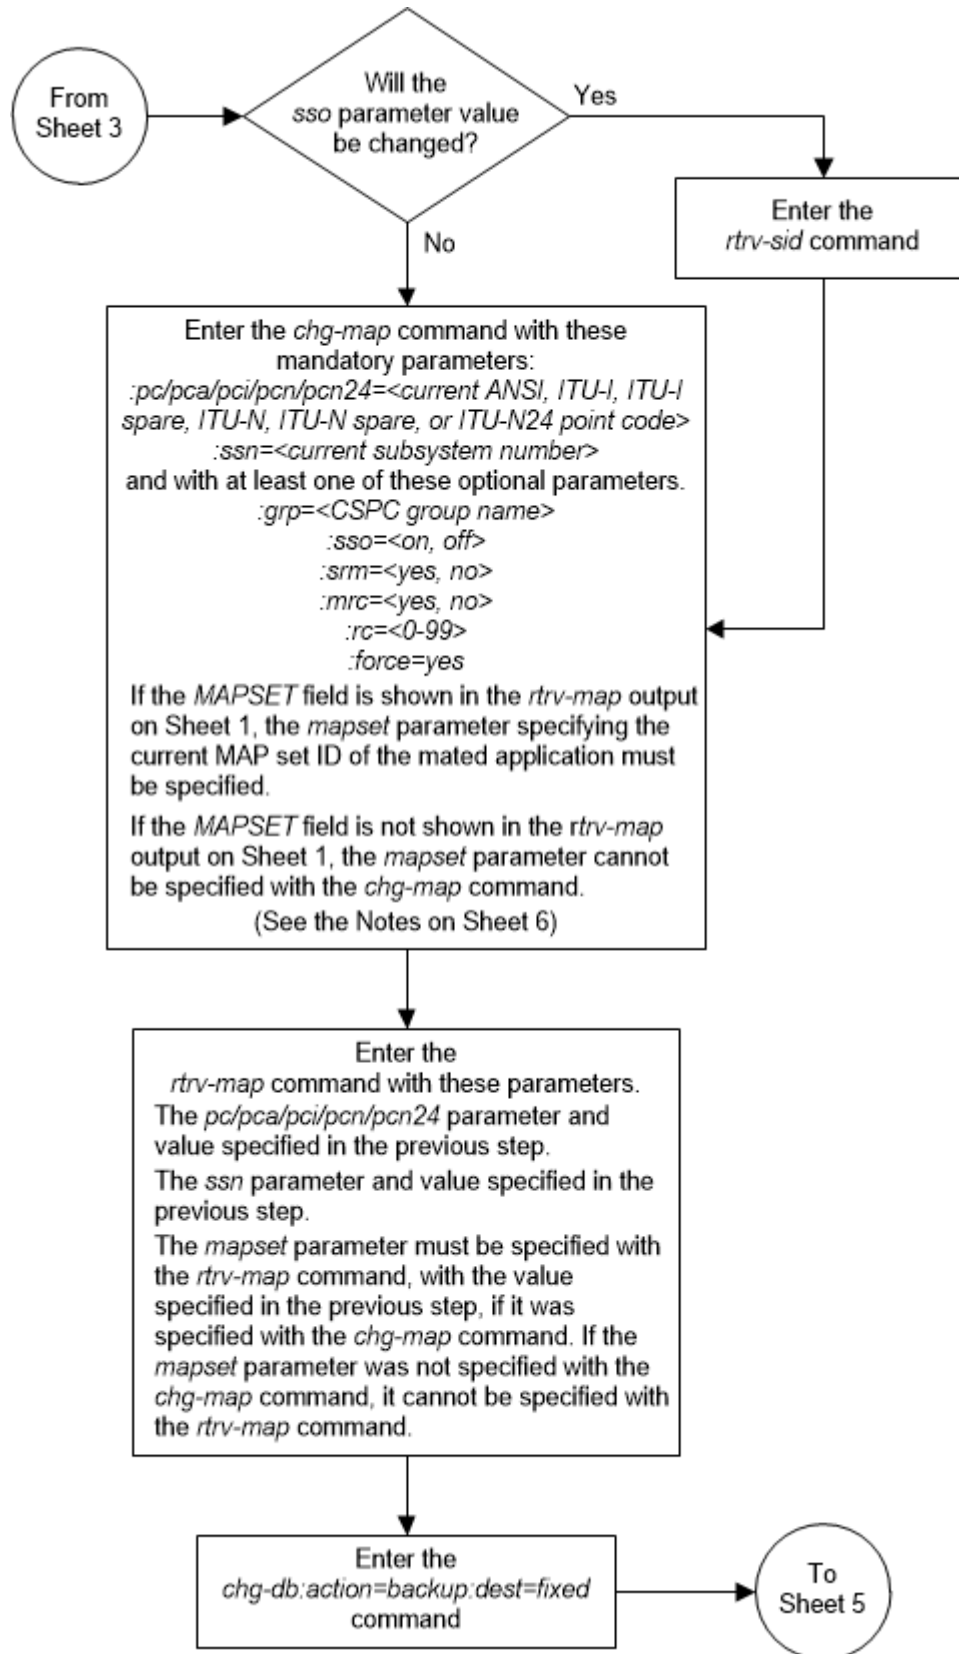 From
Sheet 3
Will the
sso parameter value
be changed?
Yes
Enter the
rtrv-sid command
No
Enter the chg-map command with these
mandatory parameters:
:pc/pca/pci/pcn/pcn24=<current ANSI, ITU-I, ITU-I
spare, ITU-N, ITU-N spare, or ITU-N24 point code>
:ssn=<current subsystem number>
and with at least one of these optional parameters.
:grp=<CSPC group name>
:sso=<on, off>
:srm=<yes, no>
:mrc=<yes, no>
:rc=<0-99>
:force=yes
If the MAPSET field is shown in the rtrv-map output
on Sheet 1, the mapset parameter specifying the
current MAP set ID of the mated application must
be specified.
If the MAPSET field is not shown in the rtrv-map
output on Sheet 1, the mapset parameter cannot
be specified with the chg-map command.
(See the Notes on Sheet 6)
Enter the
rtrv-map command with these parameters.
The pc/pca/pci/pcn/pcn24 parameter and
value specified in the previous step.
The ssn parameter and value specified in the
previous step.
The mapset parameter must be specified with
the rtrv-map command, with the value
specified in the previous step, if it was
specified with the chg-map command. If the
mapset parameter was not specified with the
chg-map command, it cannot be specified with
the rtrv-map command.
Enter the
chg-db:action=backup:dest=fixed
command
To
Sheet 5